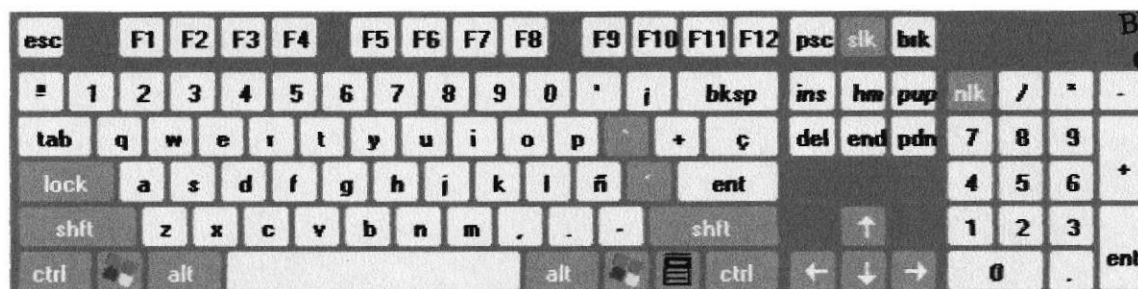 esc F1 F2 F3 F4 F5 F6 F7 F8 F9 F10 F11 F12 psc slk brk
º 1 2 3 4 5 6 7 8 9 0 ' ¡ bksp ins hm pup nlk / * -
tab q w e r t y u i o p ` + ç del end pdn 7 8 9 +
lock a s d f g h j k l ñ ´ ent 4 5 6
shft z x c v b n m , . - shft ↑ 1 2 3 ent
ctrl alt alt ctrl ← ↓ → 0 .